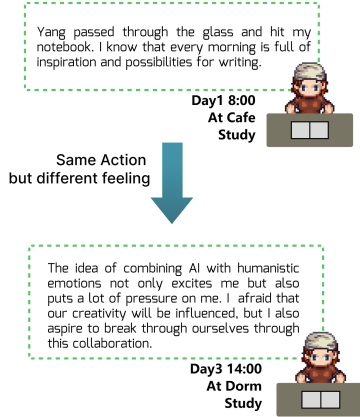 Yang passed through the glass and hit my
notebook. I know that every morning is full of
inspiration and possibilities for writing.
Day1 8:00
At Cafe
Study
Same Action
but different feeling
The idea of combining AI with humanistic
emotions not only excites me but also
puts a lot of pressure on me. I afraid that
our creativity will be influenced, but I also
aspire to break through ourselves through
this collaboration.
Day3 14:00
At Dorm
Study